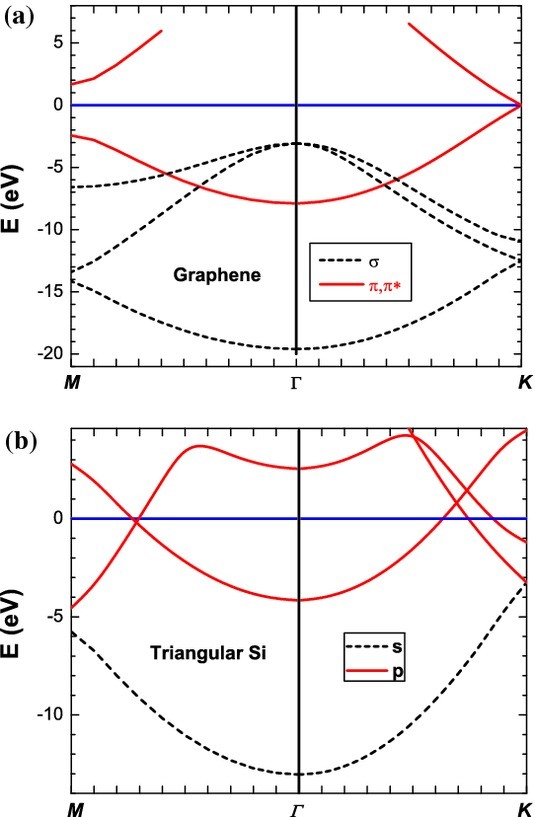 (a)
5
0
-5
-10
-15
-20
E (eV)
Graphene
σ
π,π*
M Γ K
(b)
0
-5
-10
E (eV)
Triangular Si
s
p
M Γ K